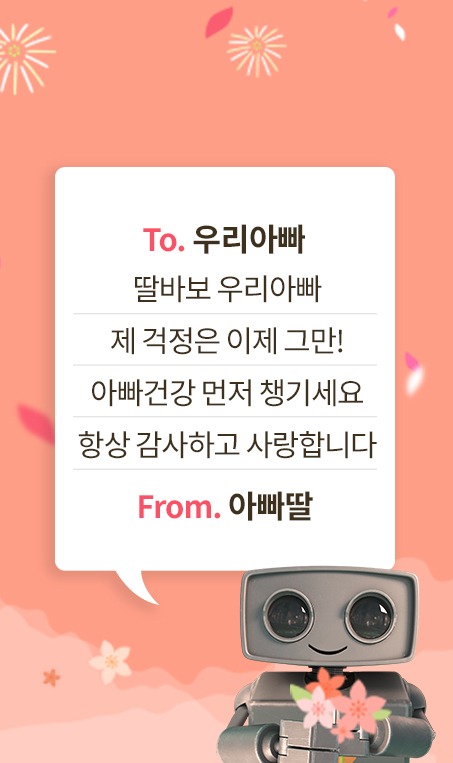 To. 우리아빠
딸바보 우리아빠
제 걱정은 이제 그만!
아빠건강 먼저 챙기세요
항상 감사하고 사랑합니다
From. 아빠딸